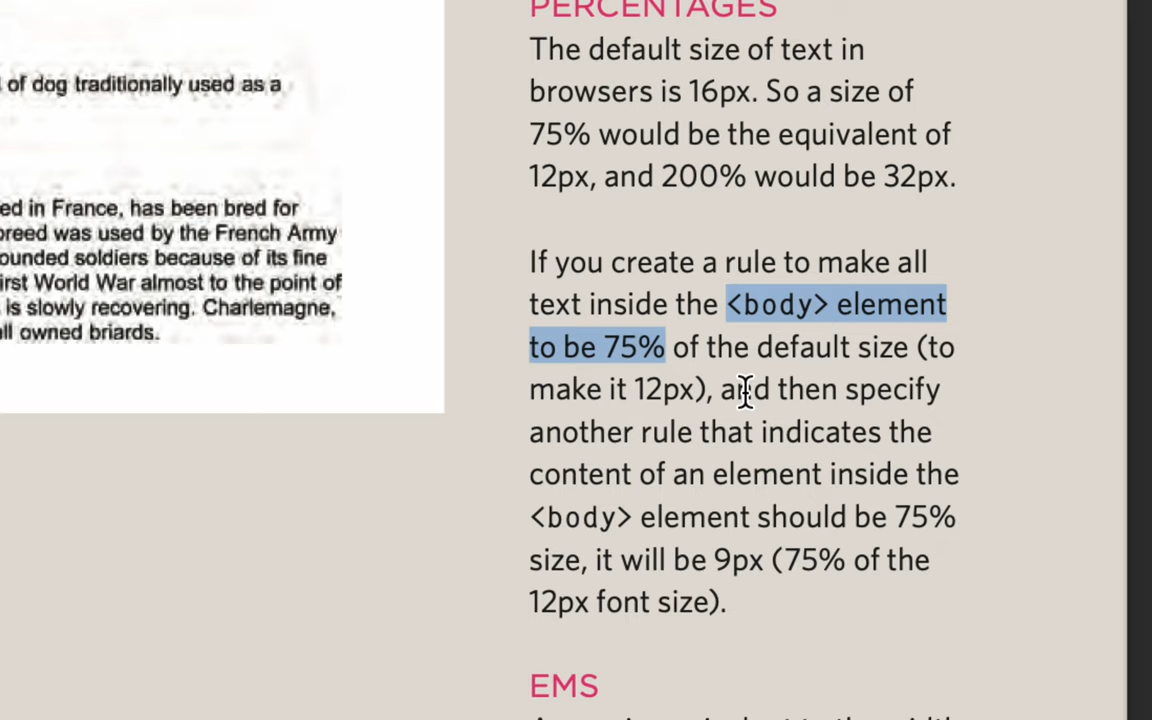 of dog traditionally used as a
ed in France, has been bred for
breed was used by the French Army
ounded soldiers because of its fine
irst World War almost to the point of
is slowly recovering. Charlemagne,
all owned briards.
PERCENTAGES
The default size of text in
browsers is 16px. So a size of
75% would be the equivalent of
12px, and 200% would be 32px.
If you create a rule to make all
text inside the <body> element
to be 75% of the default size (to
make it 12px), and then specify
another rule that indicates the
content of an element inside the
<body> element should be 75%
size, it will be 9px (75% of the
12px font size).
EMS